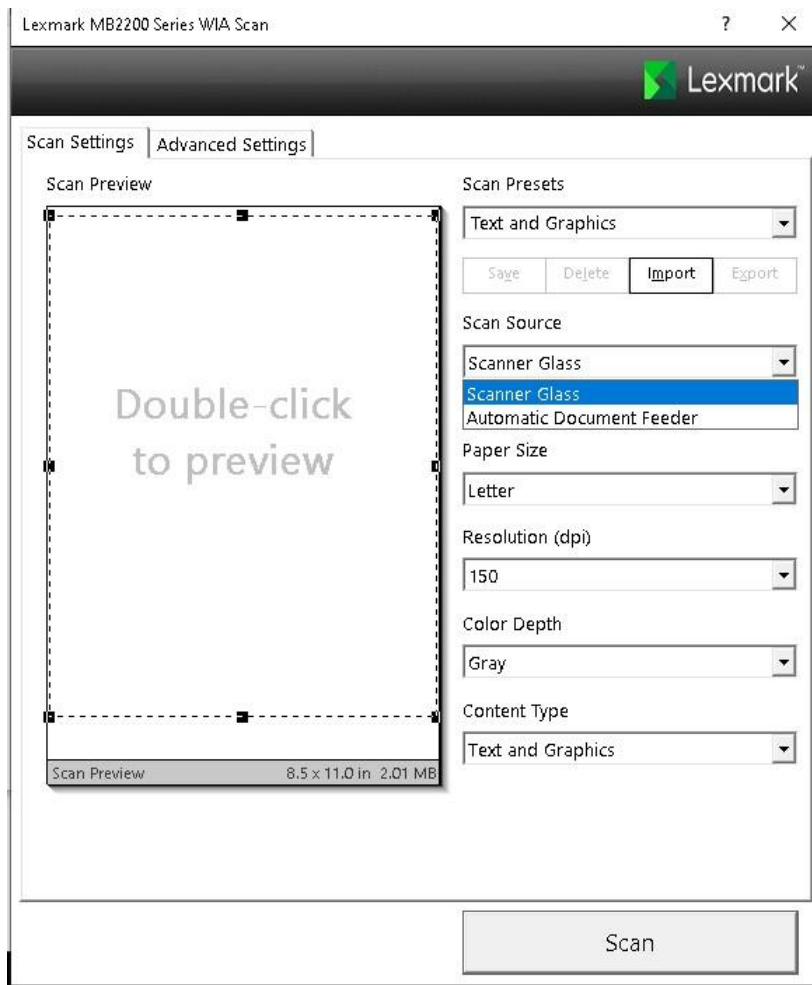 Lexmark MB2200 Series WIA Scan ? ×
Lexmark™
Scan Settings Advanced Settings
Scan Preview
Double-click
to preview
Scan Preview 8.5 x 11.0 in 2.01 MB
Scan Presets
Text and Graphics
Save Delete Import Export
Scan Source
Scanner Glass
Scanner Glass
Automatic Document Feeder
Paper Size
Letter
Resolution (dpi)
150
Color Depth
Gray
Content Type
Text and Graphics
Scan